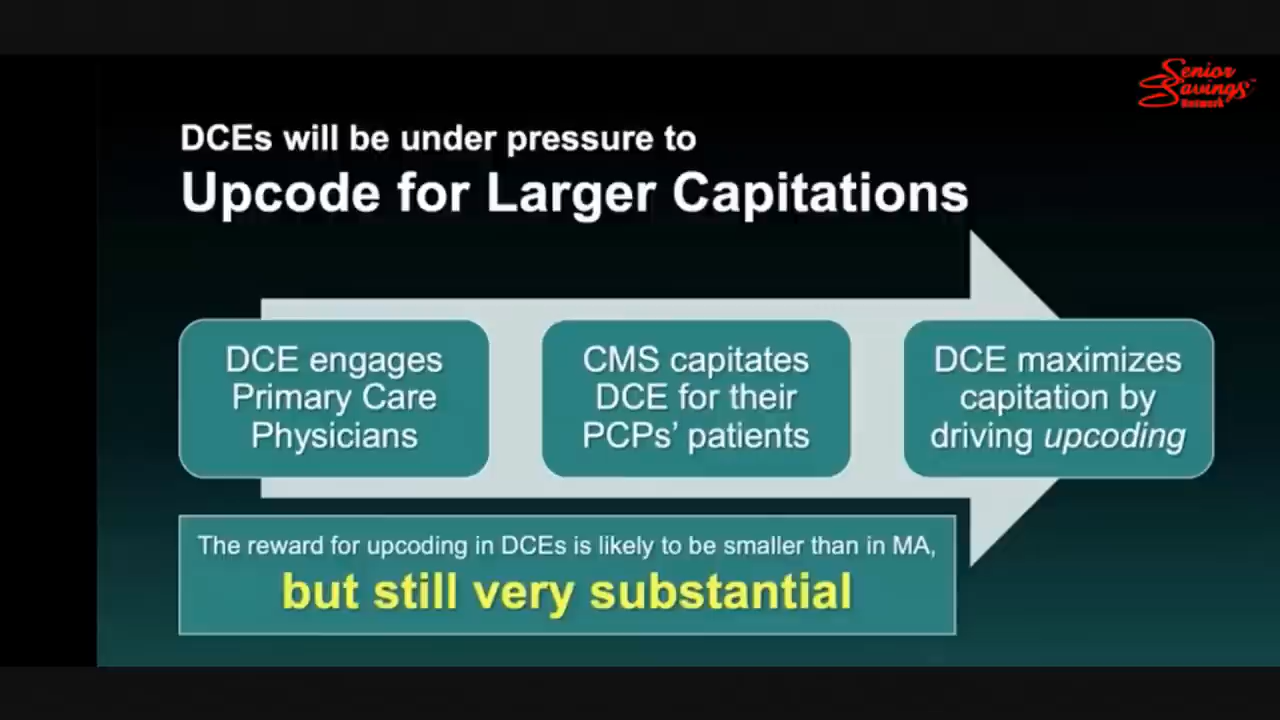 Senior
Savings™
Network
DCEs will be under pressure to
Upcode for Larger Capitations
DCE engages
Primary Care
Physicians
CMS capitates
DCE for their
PCPs’ patients
DCE maximizes
capitation by
driving upcoding
The reward for upcoding in DCEs is likely to be smaller than in MA,
but still very substantial